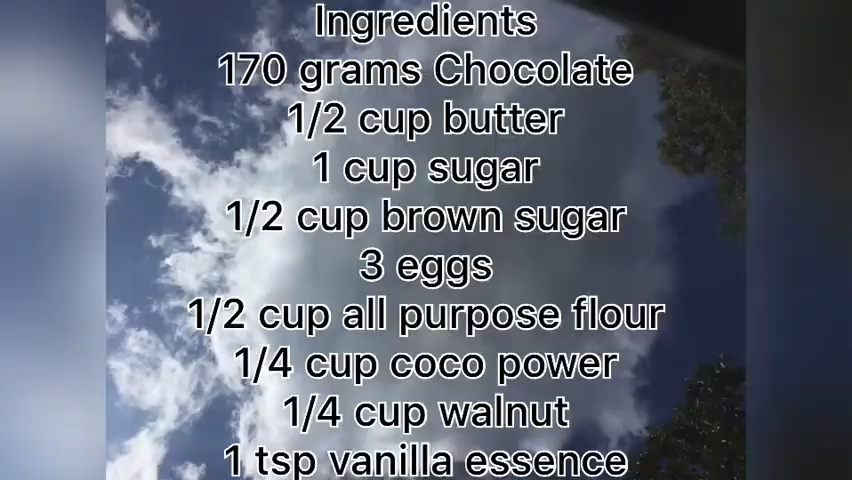 Ingredients
170 grams Chocolate
1/2 cup butter
1 cup sugar
1/2 cup brown sugar
3 eggs
1/2 cup all purpose flour
1/4 cup coco power
1/4 cup walnut
1 tsp vanilla essence